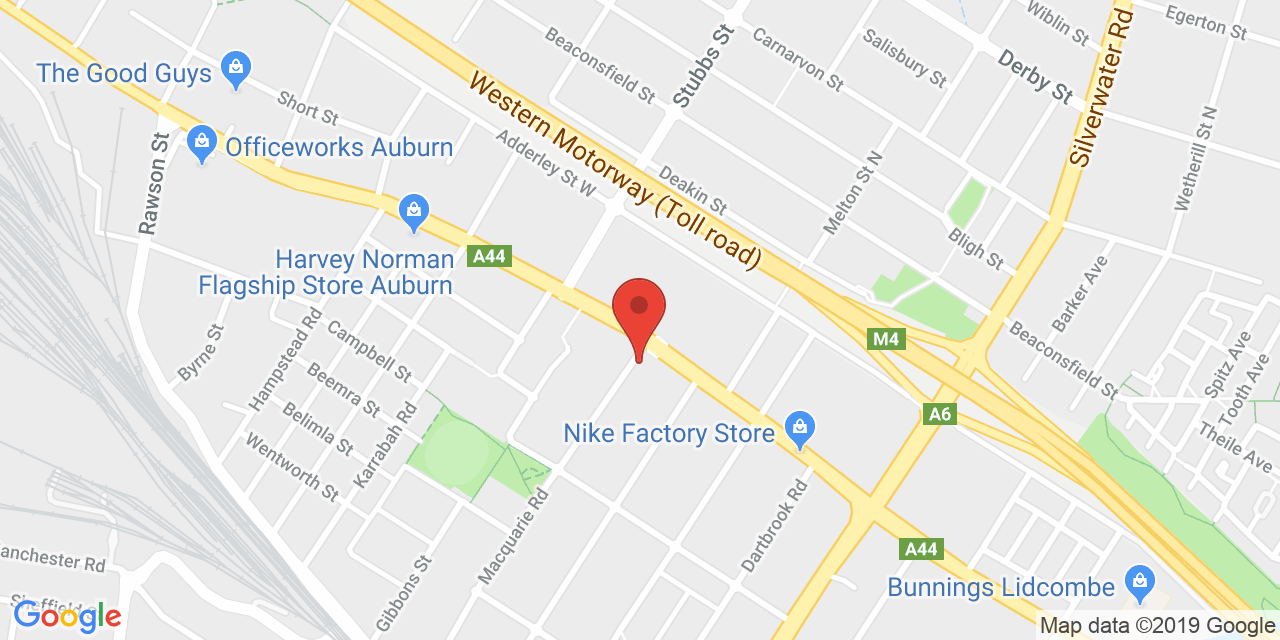 Egerton St
Wiblin St
Silverwater Rd
Beaconsfield St
Stubbs St
Carnarvon St
Salisbury St
Derby St
The Good Guys
Short St
Western Motorway (Toll road)
Wetherill St N
Rawson St
Officeworks Auburn
Adderley St W
Deakin St
Melton St N
Harvey Norman
Flagship Store Auburn
A44
Bligh St
Barker Ave
Byrne St
Hampstead Rd
Campbell St
M4
Beaconsfield St
Spitz Ave
Tooth Ave
Beemra St
Belimla St
Karrabah Rd
Wentworth St
Nike Factory Store
A6
Theile Ave
Macquarie Rd
Dartbrook Rd
A44
anchester Rd
Gibbons St
Bunnings Lidcombe
Sheffield S
Google
Map data ©2019 Google